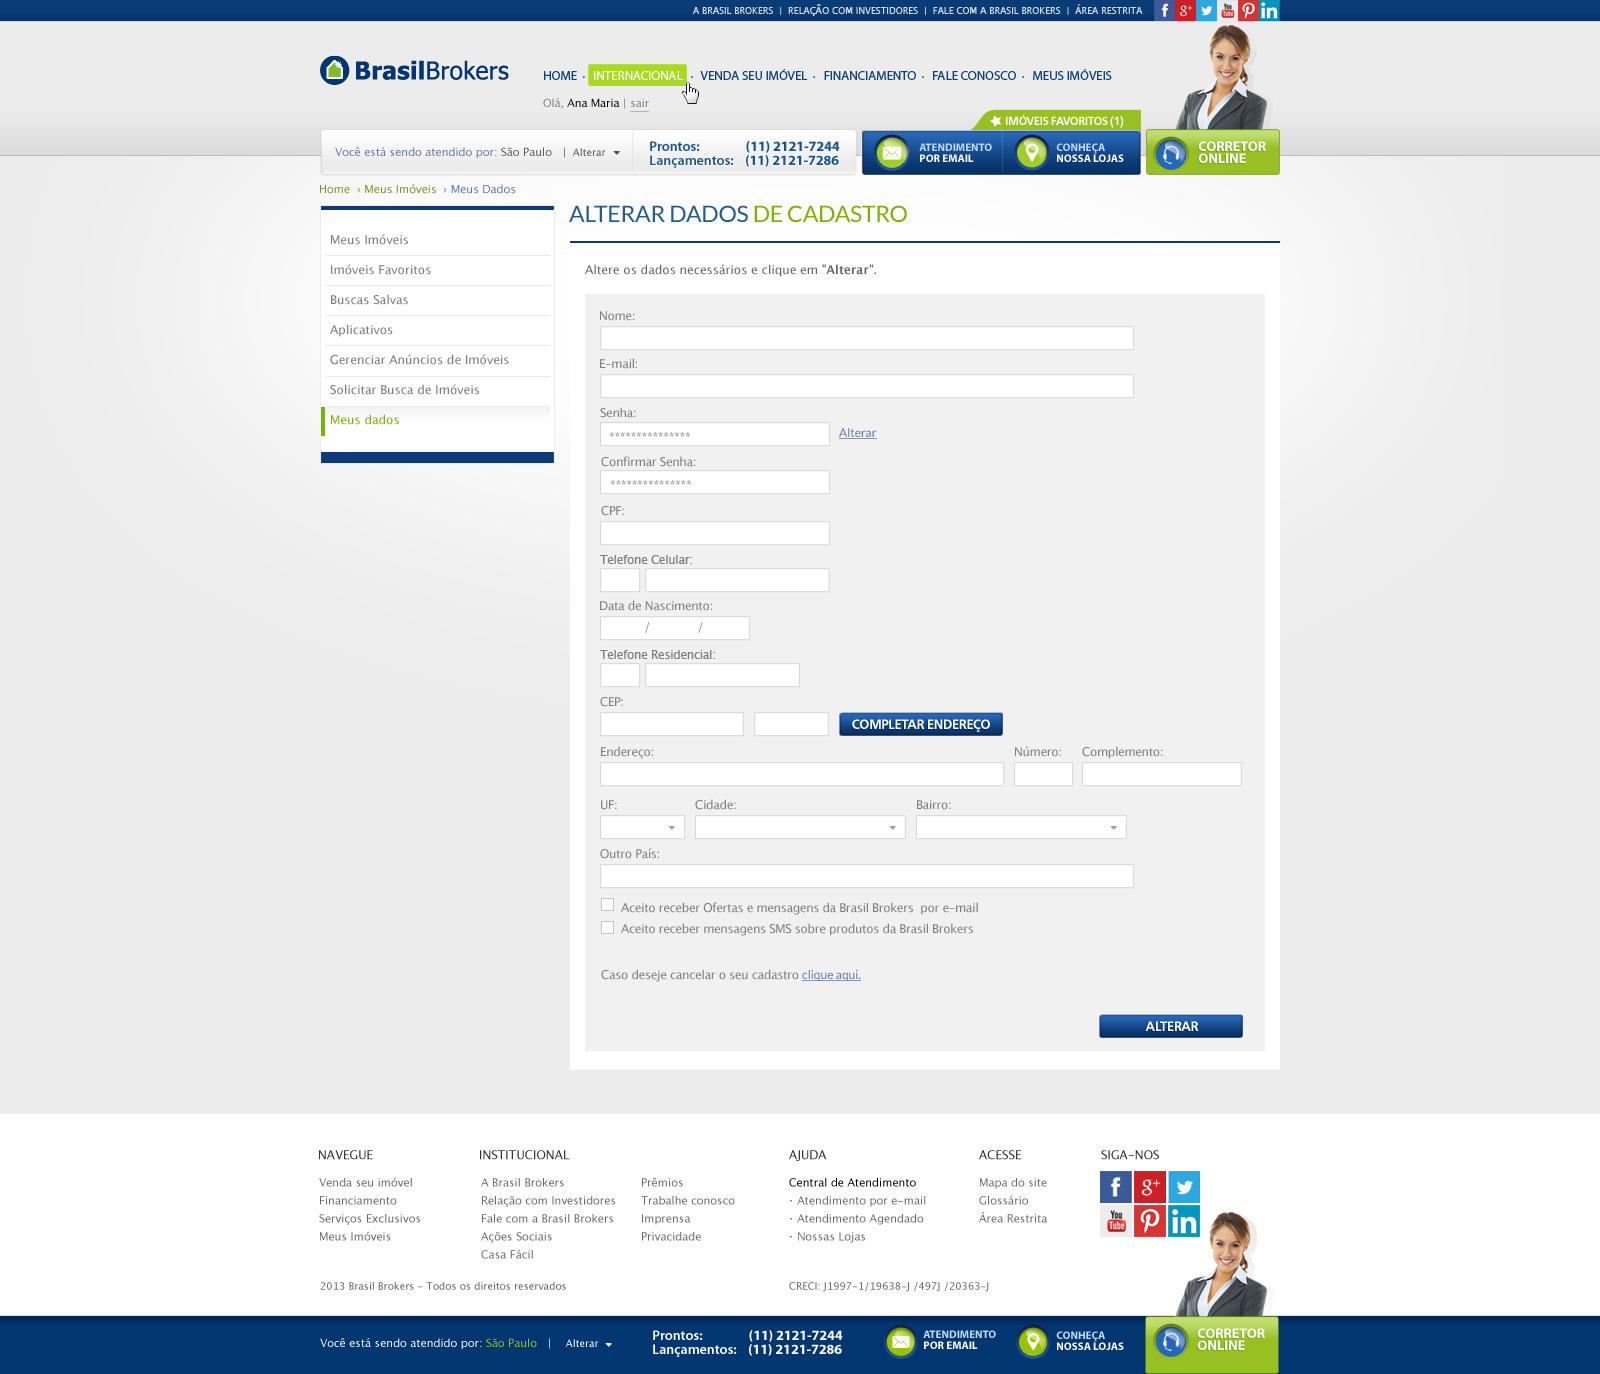 A BRASIL BROKERS | RELAÇÃO COM INVESTIDORES | FALE COM A BRASIL BROKERS | ÁREA RESTRITA
f g+ You Tube in
BrasilBrokers
HOME · INTERNACIONAL · VENDA SEU IMÓVEL · FINANCIAMENTO · FALE CONOSCO · MEUS IMÓVEIS
Olá, Ana Maria | sair
IMÓVEIS FAVORITOS (1)
Você está sendo atendido por: São Paulo | Alterar
Prontos: (11) 2121-7244
Lançamentos: (11) 2121-7286
ATENDIMENTO
POR EMAIL
CONHEÇA
NOSSA LOJAS
CORRETOR
ONLINE
Home › Meus Imóveis › Meus Dados
Meus Imóveis
Imóveis Favoritos
Buscas Salvas
Aplicativos
Gerenciar Anúncios de Imóveis
Solicitar Busca de Imóveis
Meus dados
ALTERAR DADOS DE CADASTRO
Altere os dados necessários e clique em "Alterar".
Nome:
E-mail:
Senha:
*************** Alterar
Confirmar Senha:
***************
CPF:
Telefone Celular:
Data de Nascimento:
/ /
Telefone Residencial:
CEP:
COMPLETAR ENDEREÇO
Endereço: Número: Complemento:
UF: Cidade: Bairro:
Outro País:
Aceito receber Ofertas e mensagens da Brasil Brokers por e-mail
Aceito receber mensagens SMS sobre produtos da Brasil Brokers
Caso deseje cancelar o seu cadastro clique aqui.
ALTERAR
NAVEGUE
Venda seu imóvel
Financiamento
Serviços Exclusivos
Meus Imóveis
INSTITUCIONAL
A Brasil Brokers
Relação com Investidores
Fale com a Brasil Brokers
Ações Sociais
Casa Fácil
Prêmios
Trabalhe conosco
Imprensa
Privacidade
AJUDA
Central de Atendimento
· Atendimento por e-mail
· Atendimento Agendado
· Nossas Lojas
ACESSE
Mapa do site
Glossário
Área Restrita
SIGA-NOS
f g+
You Tube in
2013 Brasil Brokers - Todos os direitos reservados
CRECI: J1997-1/19638-J /497J /20363-J
Você está sendo atendido por: São Paulo | Alterar
Prontos: (11) 2121-7244
Lançamentos: (11) 2121-7286
ATENDIMENTO
POR EMAIL
CONHEÇA
NOSSA LOJAS
CORRETOR
ONLINE